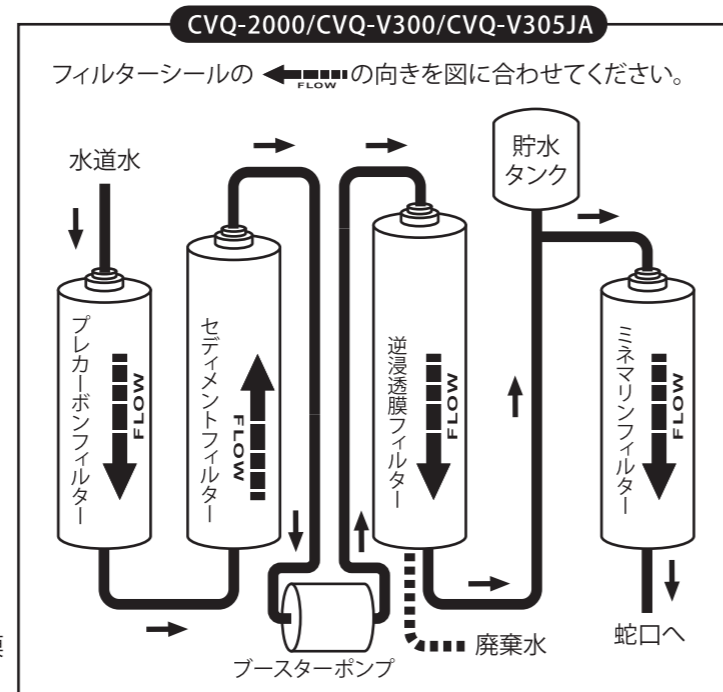 CVQ-2000/CVQ-V300/CVQ-V305JA
フィルターシールの FLOW の向きを図に合わせてください。
水道水
貯水
タンク
プレカーボンフィルター
FLOW
セディメントフィルター
FLOW
逆浸透膜フィルター
FLOW
ミネマリンフィルター
FLOW
ブースターポンプ
廃棄水
蛇口へ